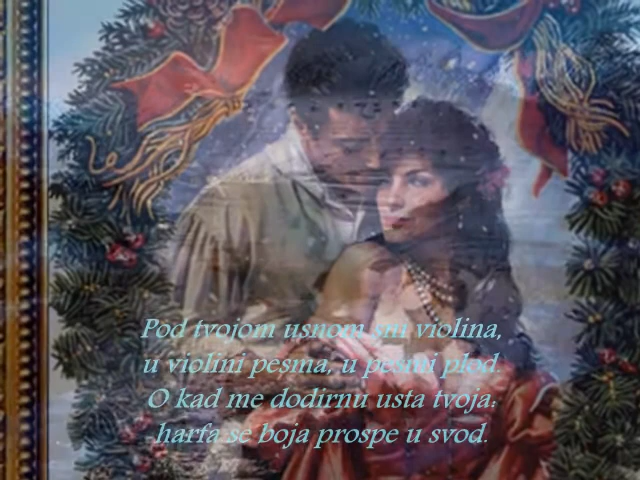 Pod tvojom usnom sni violina,
u violini pesma, u pesmi plod.
O kad me dodirnu usta tvoja:
harfa se boja prospe u svod.